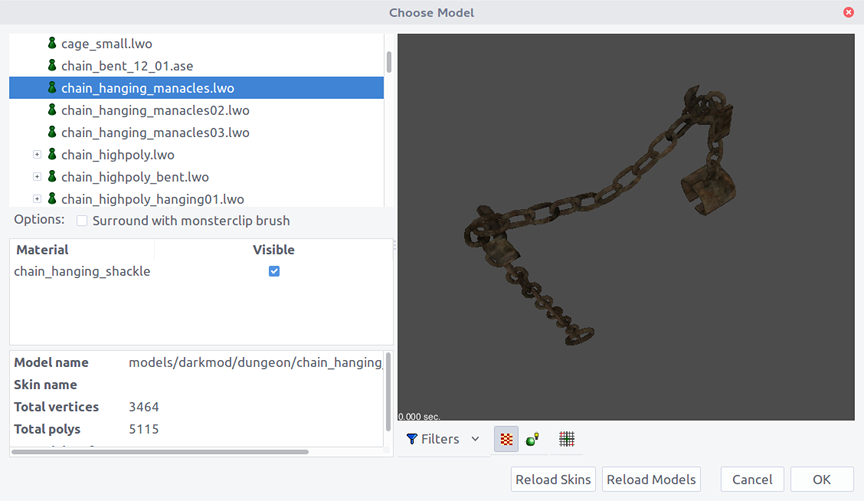 Choose Model
cage_small.lwo
chain_bent_12_01.ase
chain_hanging_manacles.lwo
chain_hanging_manacles02.lwo
chain_hanging_manacles03.lwo
chain_highpoly.lwo
chain_highpoly_bent.lwo
chain_highpoly_hanging01.lwo
Options: Surround with monsterclip brush
Material Visible
chain_hanging_shackle
Model name models/darkmod/dungeon/chain_hanging_
Skin name
Total vertices 3464
Total polys 5115
0.000 sec.
Filters
Reload Skins Reload Models Cancel OK